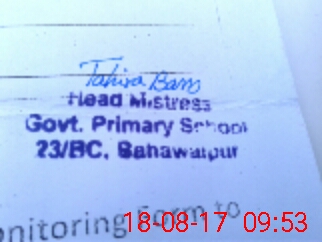 Tahira Bano
Head Mistress
Govt. Primary School
23/BC, Bahawalpur
onitoring Form to
18-08-17 09:53